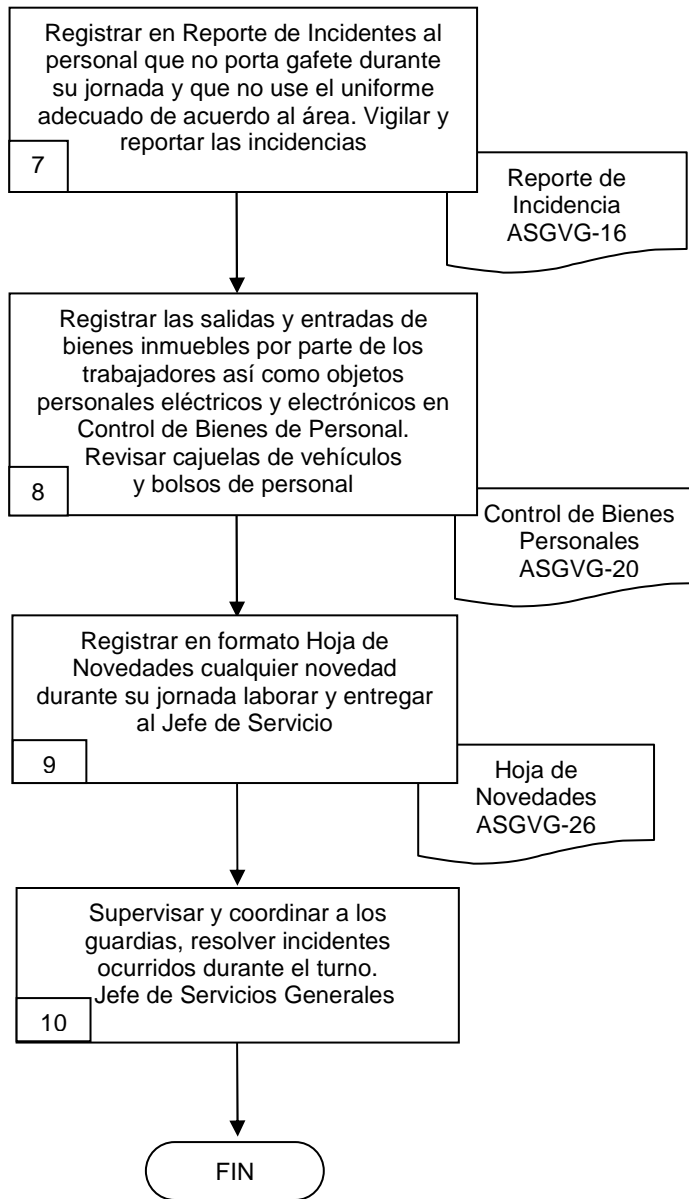 Registrar en Reporte de Incidentes al
personal que no porta gafete durante
su jornada y que no use el uniforme
adecuado de acuerdo al área. Vigilar y
reportar las incidencias
7
Reporte de
Incidencia
ASGVG-16
Registrar las salidas y entradas de
bienes inmuebles por parte de los
trabajadores así como objetos
personales eléctricos y electrónicos en
Control de Bienes de Personal.
Revisar cajuelas de vehículos
y bolsos de personal
8
Control de Bienes
Personales
ASGVG-20
Registrar en formato Hoja de
Novedades cualquier novedad
durante su jornada laborar y entregar
al Jefe de Servicio
9
Hoja de
Novedades
ASGVG-26
Supervisar y coordinar a los
guardias, resolver incidentes
ocurridos durante el turno.
Jefe de Servicios Generales
10
FIN